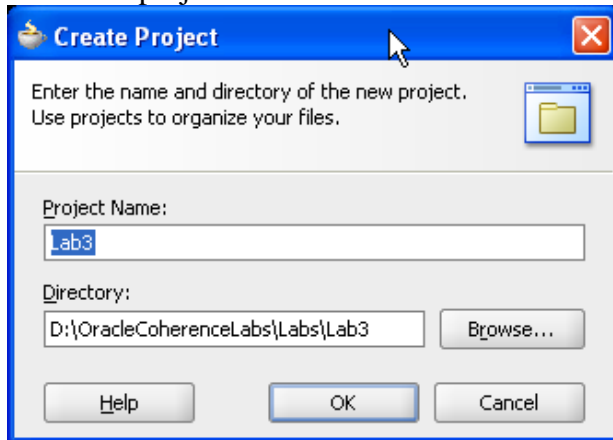 Create Project
Enter the name and directory of the new project.
Use projects to organize your files.
Project Name:
Lab3
Directory:
D:\OracleCoherenceLabs\Labs\Lab3
Browse...
Help
OK
Cancel